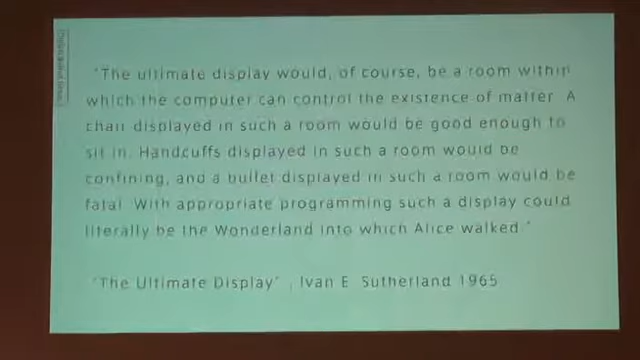 "The ultimate display would, of course, be a room within
which the computer can control the existence of matter. A
chair displayed in such a room would be good enough to
sit in. Handcuffs displayed in such a room would be
confining, and a bullet displayed in such a room would be
fatal. With appropriate programming such a display could
literally be the Wonderland into which Alice walked."
"The Ultimate Display", Ivan E. Sutherland 1965